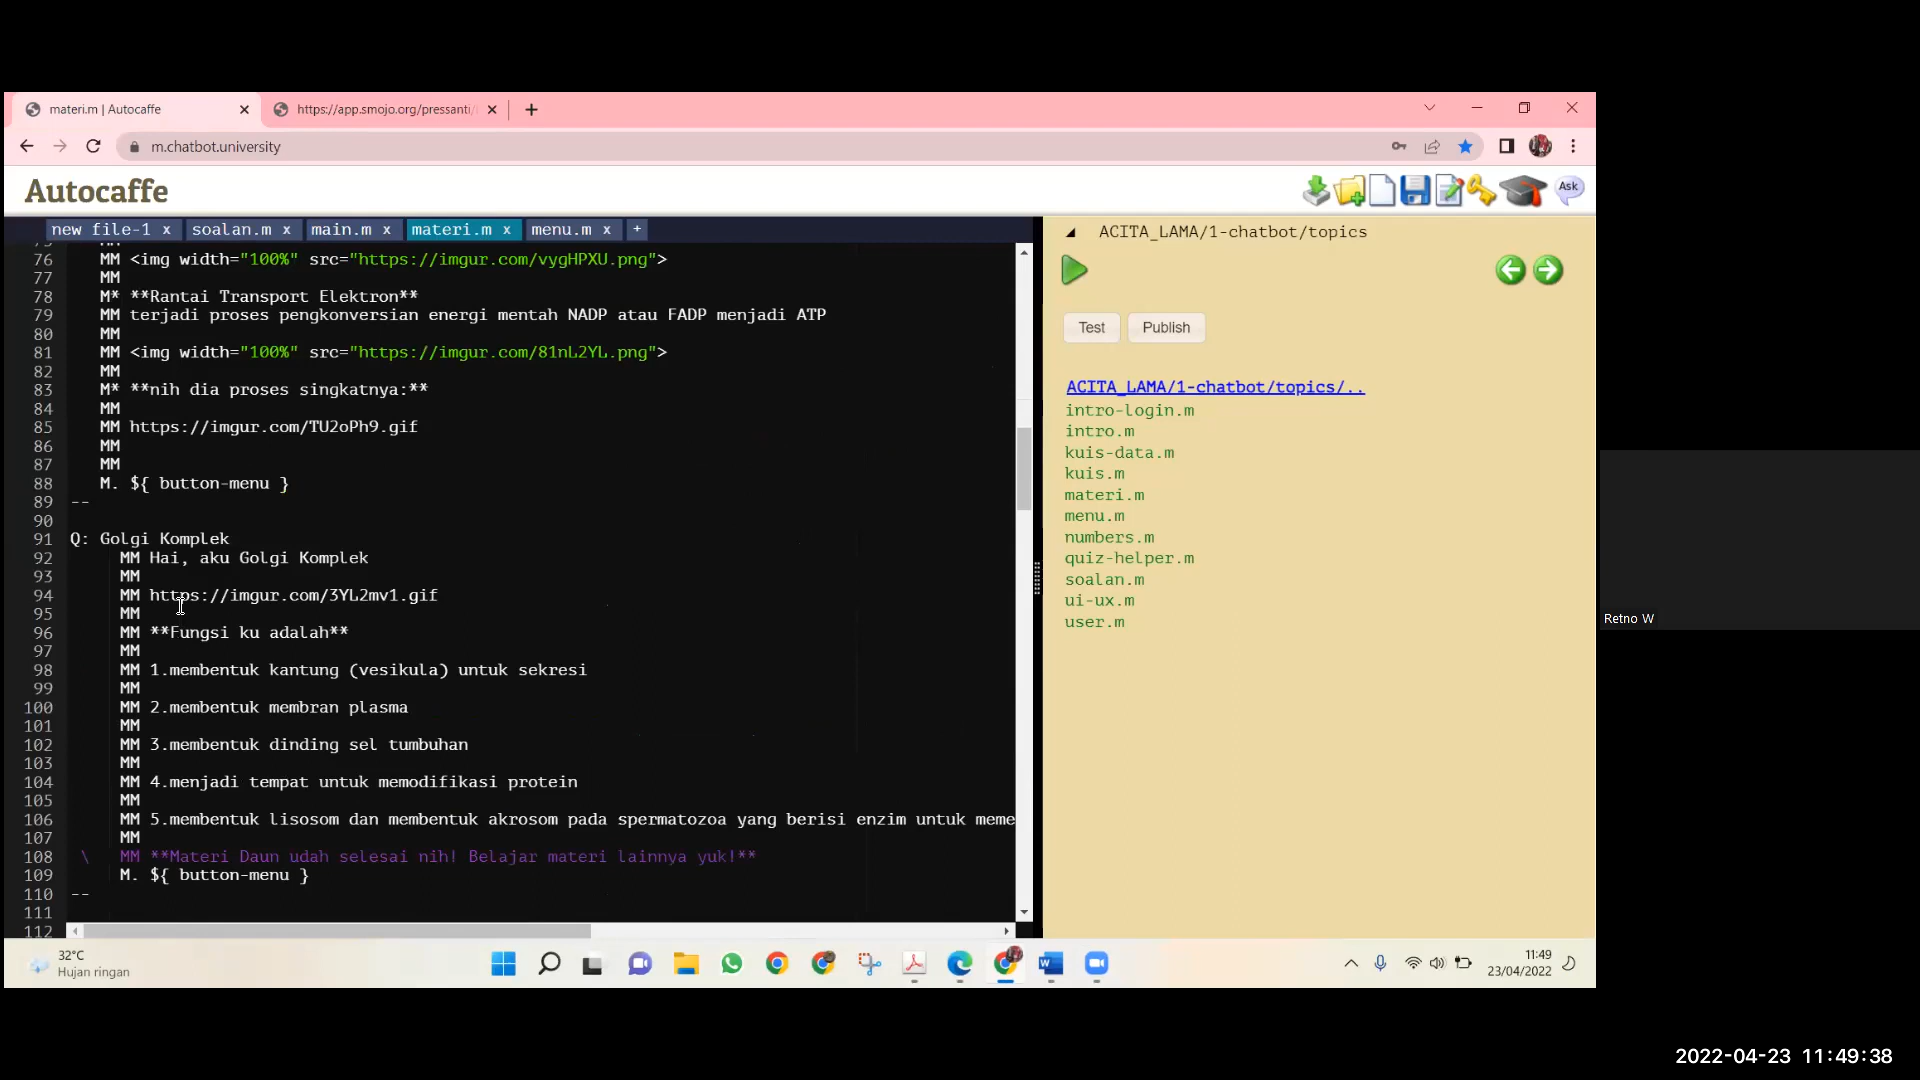 materi.m | Autocaffe
https://app.smojo.org/pressanti/
m.chatbot.university
Autocaffe
Ask
new file-1 x
soalan.m x
main.m x
materi.m x
menu.m x
+
76 MM <img width="100%" src="https://imgur.com/vygHPXU.png">
77 MM
78 M* **Rantai Transport Elektron**
79 MM terjadi proses pengkonversian energi mentah NADP atau FADP menjadi ATP
80 MM
81 MM <img width="100%" src="https://imgur.com/81nL2YL.png">
82 MM
83 M* **nih dia proses singkatnya:**
84 MM
85 MM https://imgur.com/TU2oPh9.gif
86 MM
87 MM
88 M. ${ button-menu }
89 --
90
91 Q: Golgi Komplek
92 MM Hai, aku Golgi Komplek
93 MM
94 MM https://imgur.com/3YL2mv1.gif
95 MM
96 MM **Fungsi ku adalah**
97 MM
98 MM 1.membentuk kantung (vesikula) untuk sekresi
99 MM
100 MM 2.membentuk membran plasma
101 MM
102 MM 3.membentuk dinding sel tumbuhan
103 MM
104 MM 4.menjadi tempat untuk memodifikasi protein
105 MM
106 MM 5.membentuk lisosom dan membentuk akrosom pada spermatozoa yang berisi enzim untuk meme
107 MM
108 \ MM **Materi Daun udah selesai nih! Belajar materi lainnya yuk!**
109 M. ${ button-menu }
110 --
111
112
ACITA_LAMA/1-chatbot/topics
Test
Publish
ACITA_LAMA/1-chatbot/topics/..
intro-login.m
intro.m
kuis-data.m
kuis.m
materi.m
menu.m
numbers.m
quiz-helper.m
soalan.m
ui-ux.m
user.m
Retno W
32°C
Hujan ringan
11:49
23/04/2022
2022-04-23 11:49:38